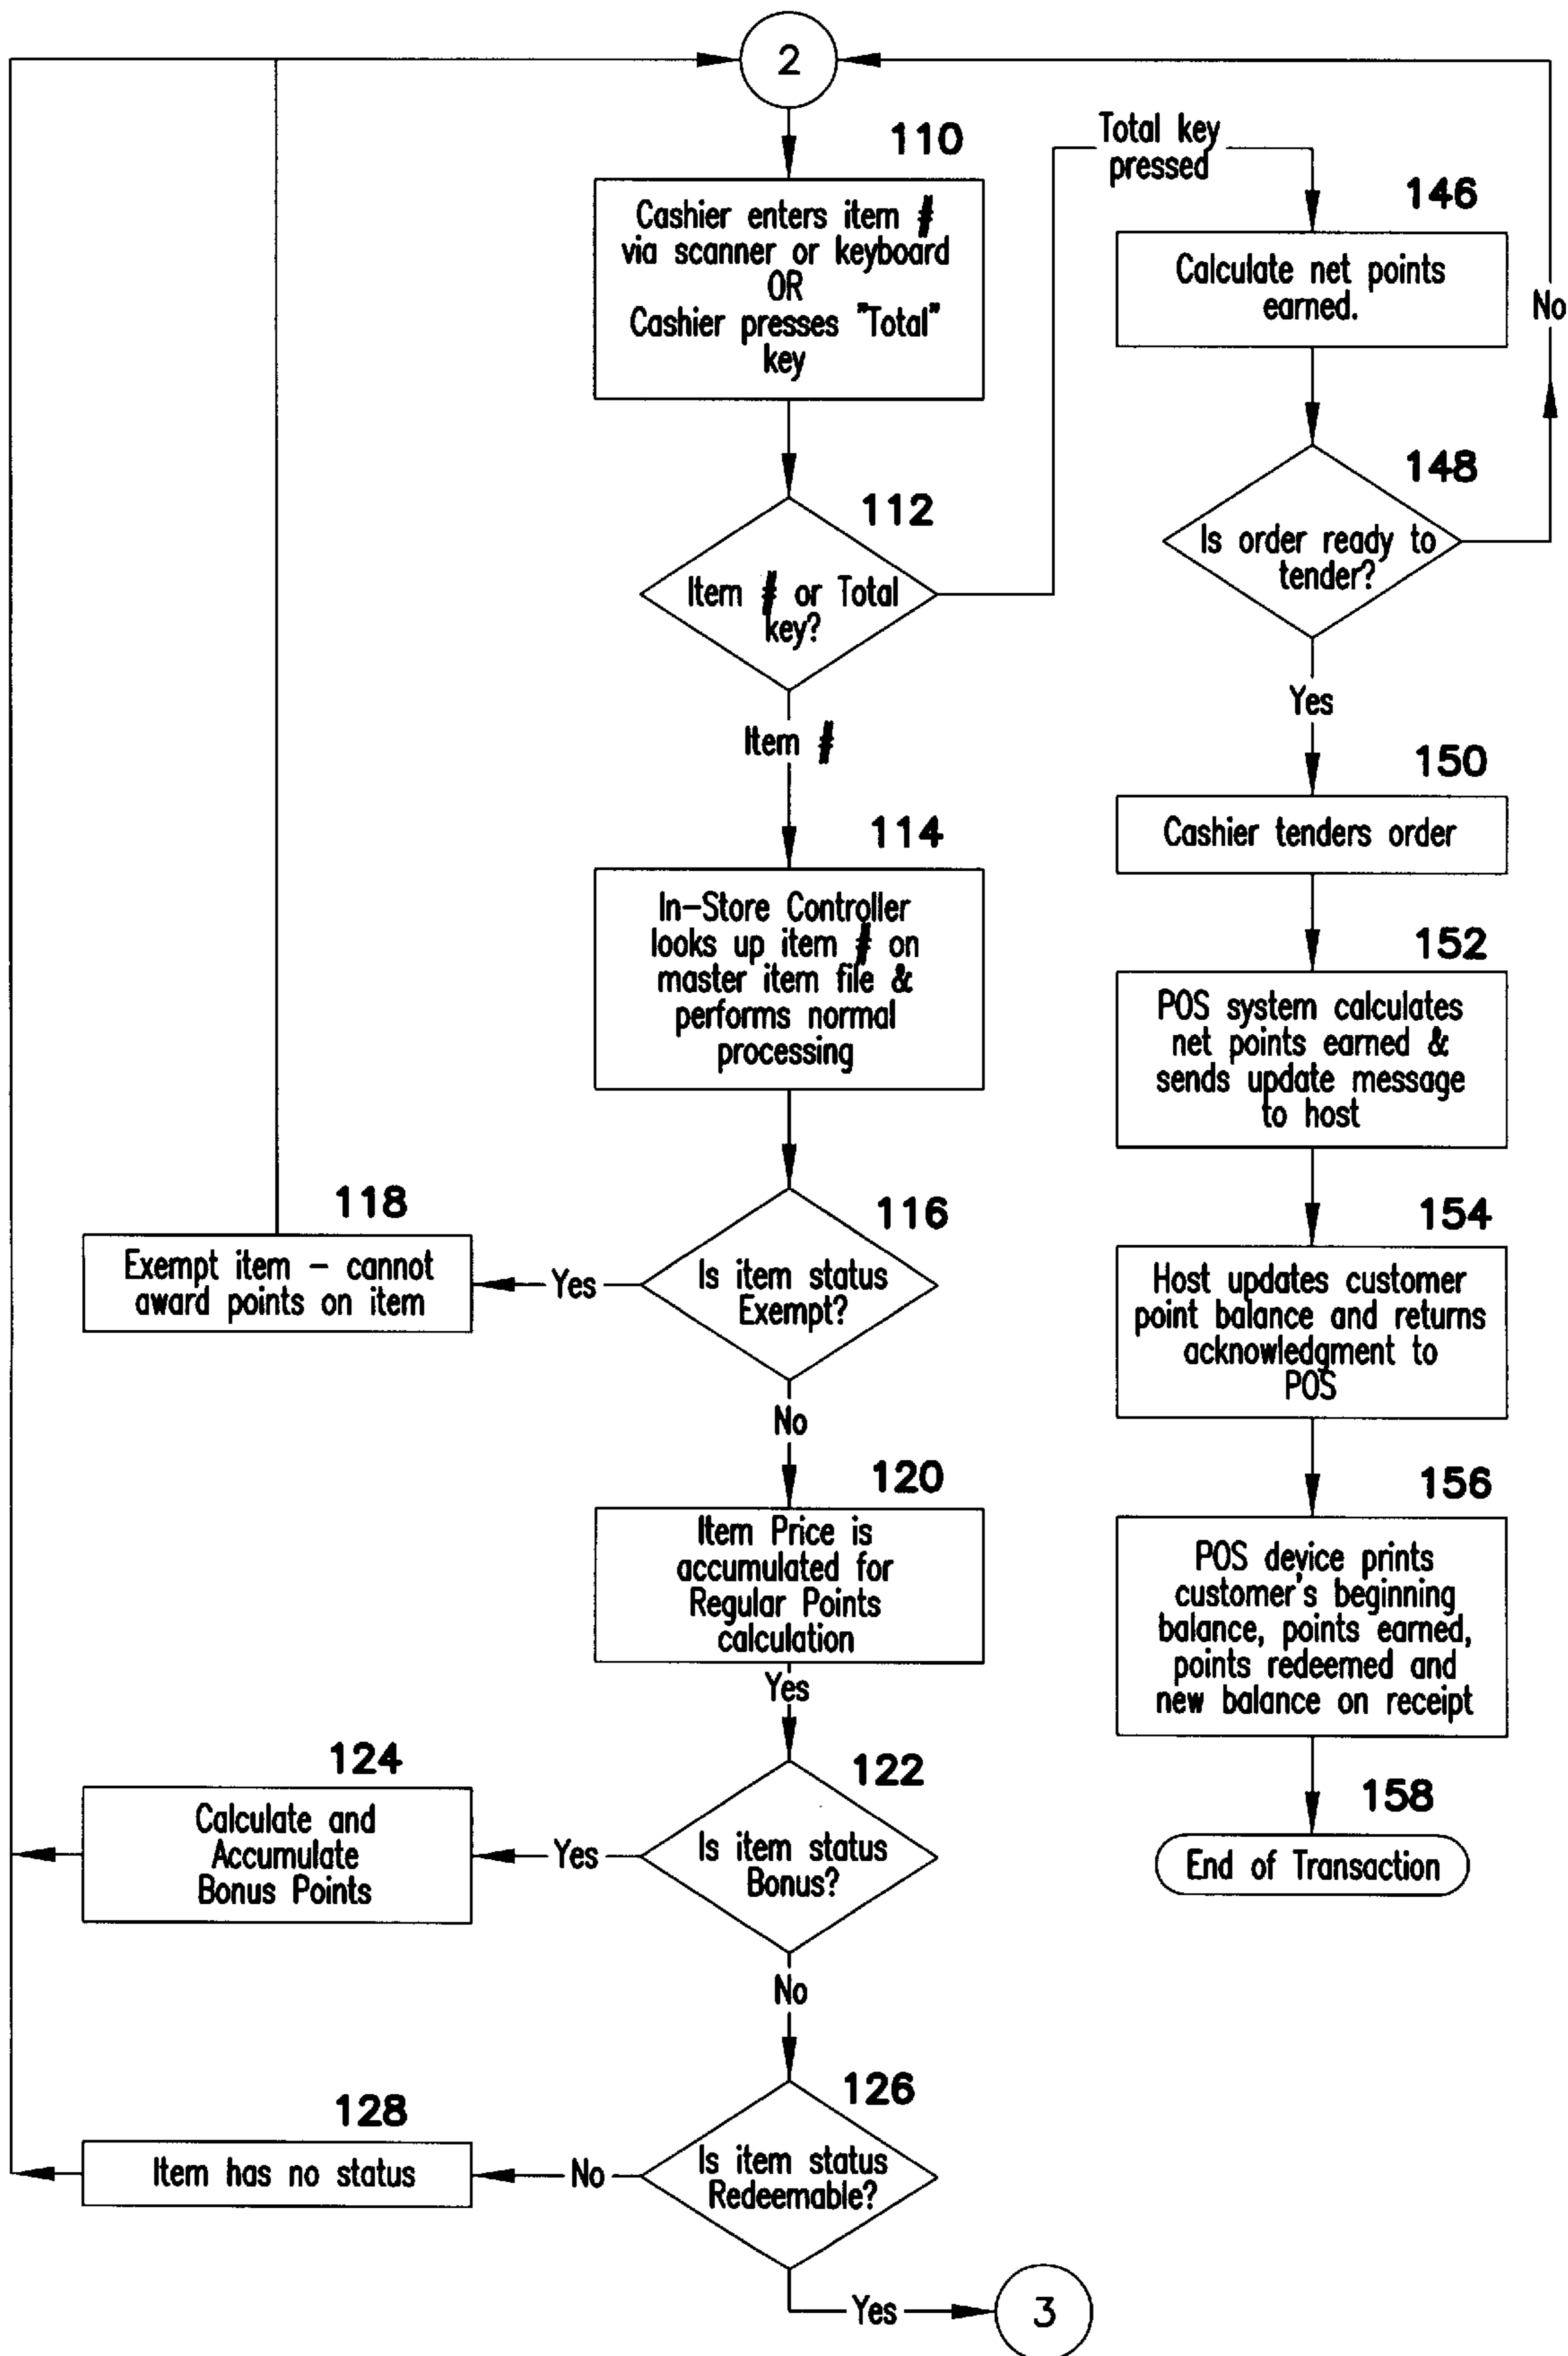 2
110
Cashier enters item #
via scanner or keyboard
OR
Cashier presses "Total"
key
112
Item # or Total
key?
Total key
pressed
Item #
114
In-Store Controller
looks up item # on
master item file &
performs normal
processing
116
Is item status
Exempt?
Yes
118
Exempt item - cannot
award points on item
No
120
Item Price is
accumulated for
Regular Points
calculation
Yes
122
Is item status
Bonus?
Yes
124
Calculate and
Accumulate
Bonus Points
No
126
Is item status
Redeemable?
No
128
Item has no status
Yes
3
146
Calculate net points
earned.
148
Is order ready to
tender?
No
Yes
150
Cashier tenders order
152
POS system calculates
net points earned &
sends update message
to host
154
Host updates customer
point balance and returns
acknowledgment to
POS
156
POS device prints
customer's beginning
balance, points earned,
points redeemed and
new balance on receipt
158
End of Transaction